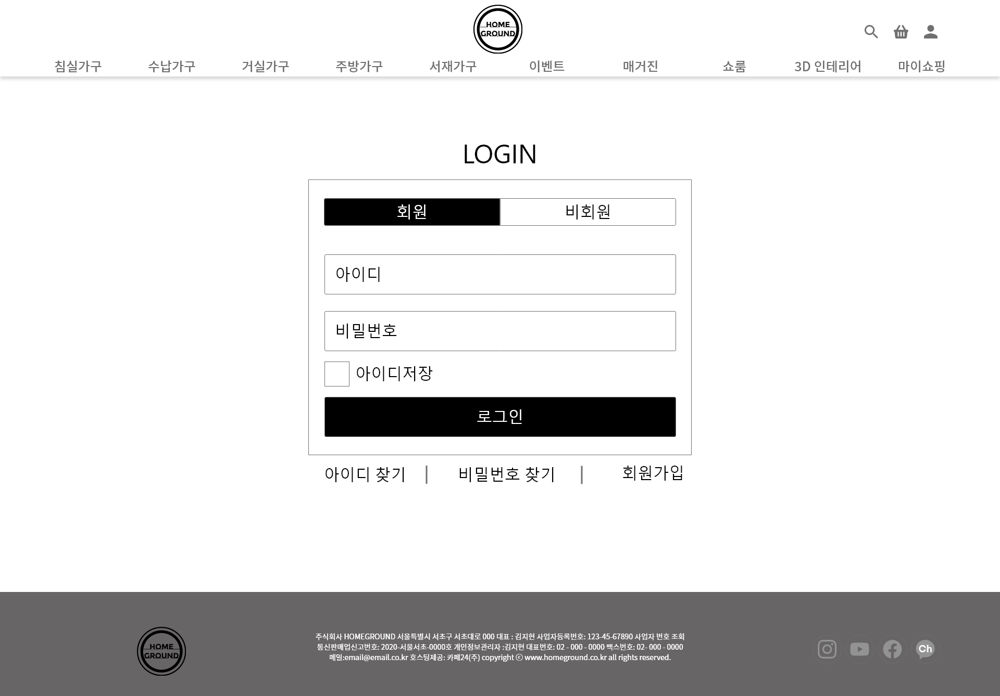 HOME
GROUND
침실가구 수납가구 거실가구 주방가구 서재가구 이벤트 매거진 쇼룸 3D 인테리어 마이쇼핑
LOGIN
회원 비회원
아이디
비밀번호
아이디저장
로그인
아이디 찾기 | 비밀번호 찾기 | 회원가입
HOME
GROUND
주식회사 HOMEGROUND 서울특별시 서초구 서초대로 000 대표 : 김지현 사업자등록번호: 123-45-67890 사업자 번호 조회
통신판매업신고번호: 2020-서울서초-0000호 개인정보관리자 :김지현 대표번호: 02 - 000 - 0000 팩스번호: 02- 000 - 0000
메일:email@email.co.kr 호스팅제공: 카페24(주) copyright ⓒ www.homeground.co.kr all rights reserved.
Ch